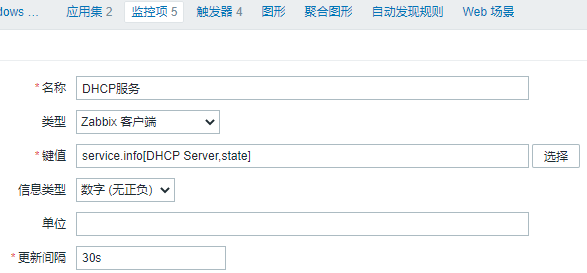 dows ... 应用集 2 监控项 5 触发器 4 图形 聚合图形 自动发现规则 Web 场景
* 名称 DHCP服务
类型 Zabbix 客户端
* 键值 service.info[DHCP Server,state] 选择
信息类型 数字 (无正负)
单位
* 更新间隔 30s